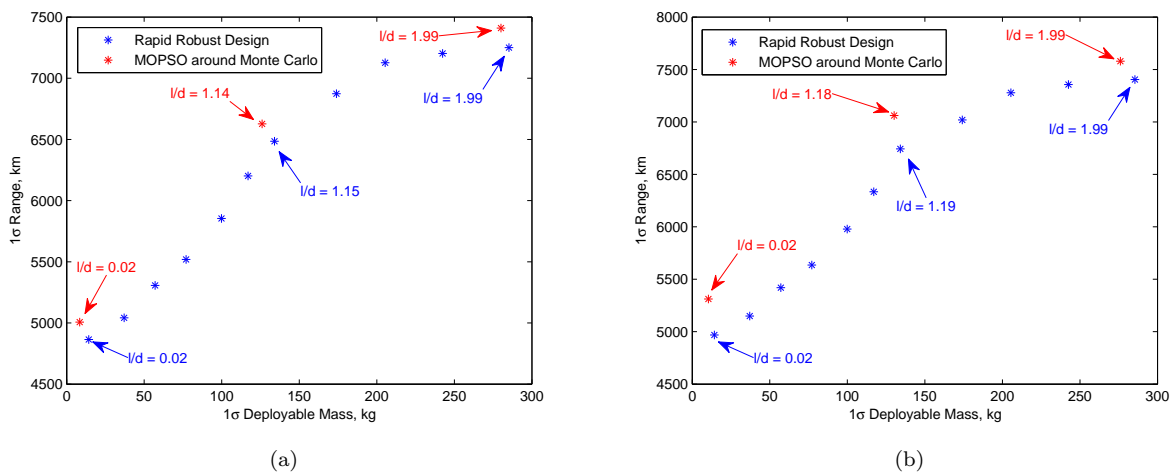 7500
7000
6500
6000
5500
5000
4500
1σ Range, km
0 50 100 150 200 250 300
1σ Deployable Mass, kg
Rapid Robust Design
MOPSO around Monte Carlo
l/d = 1.99
l/d = 1.99
l/d = 1.14
l/d = 1.15
l/d = 0.02
l/d = 0.02
(a)
8000
7500
7000
6500
6000
5500
5000
4500
1σ Range, km
0 50 100 150 200 250 300
1σ Deployable Mass, kg
Rapid Robust Design
MOPSO around Monte Carlo
l/d = 1.99
l/d = 1.99
l/d = 1.18
l/d = 1.19
l/d = 0.02
l/d = 0.02
(b)